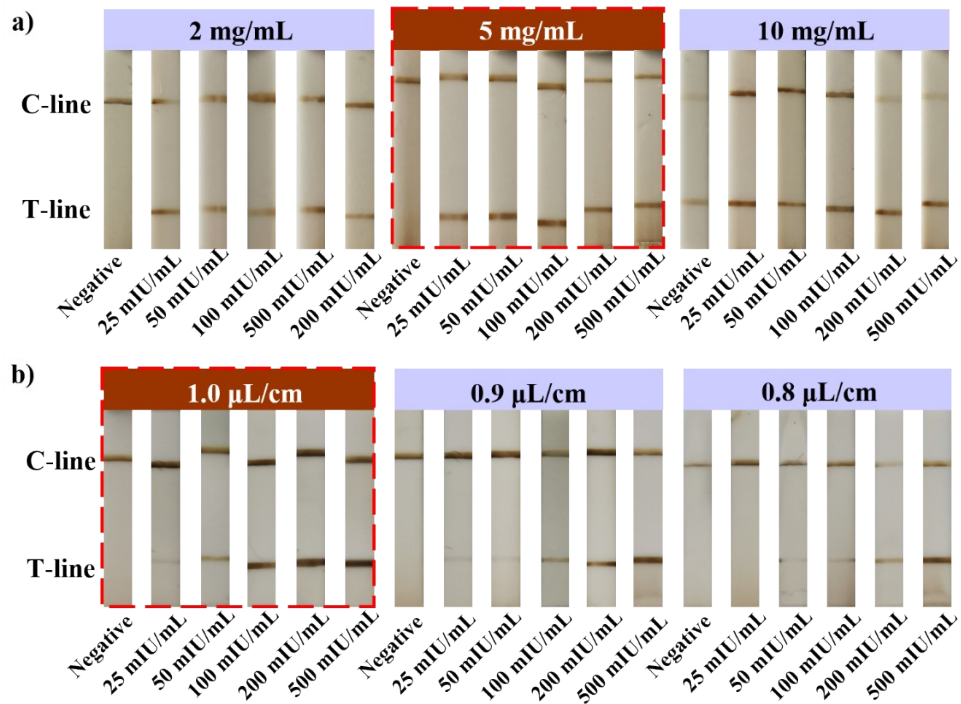 a)
2 mg/mL
5 mg/mL
10 mg/mL
C-line
T-line
Negative
25 mIU/mL
50 mIU/mL
100 mIU/mL
500 mIU/mL
200 mIU/mL
Negative
25 mIU/mL
50 mIU/mL
100 mIU/mL
200 mIU/mL
500 mIU/mL
Negative
25 mIU/mL
50 mIU/mL
100 mIU/mL
200 mIU/mL
500 mIU/mL
b)
1.0 µL/cm
0.9 µL/cm
0.8 µL/cm
C-line
T-line
Negative
25 mIU/mL
50 mIU/mL
100 mIU/mL
200 mIU/mL
500 mIU/mL
Negative
25 mIU/mL
50 mIU/mL
100 mIU/mL
200 mIU/mL
500 mIU/mL
Negative
25 mIU/mL
50 mIU/mL
100 mIU/mL
200 mIU/mL
500 mIU/mL